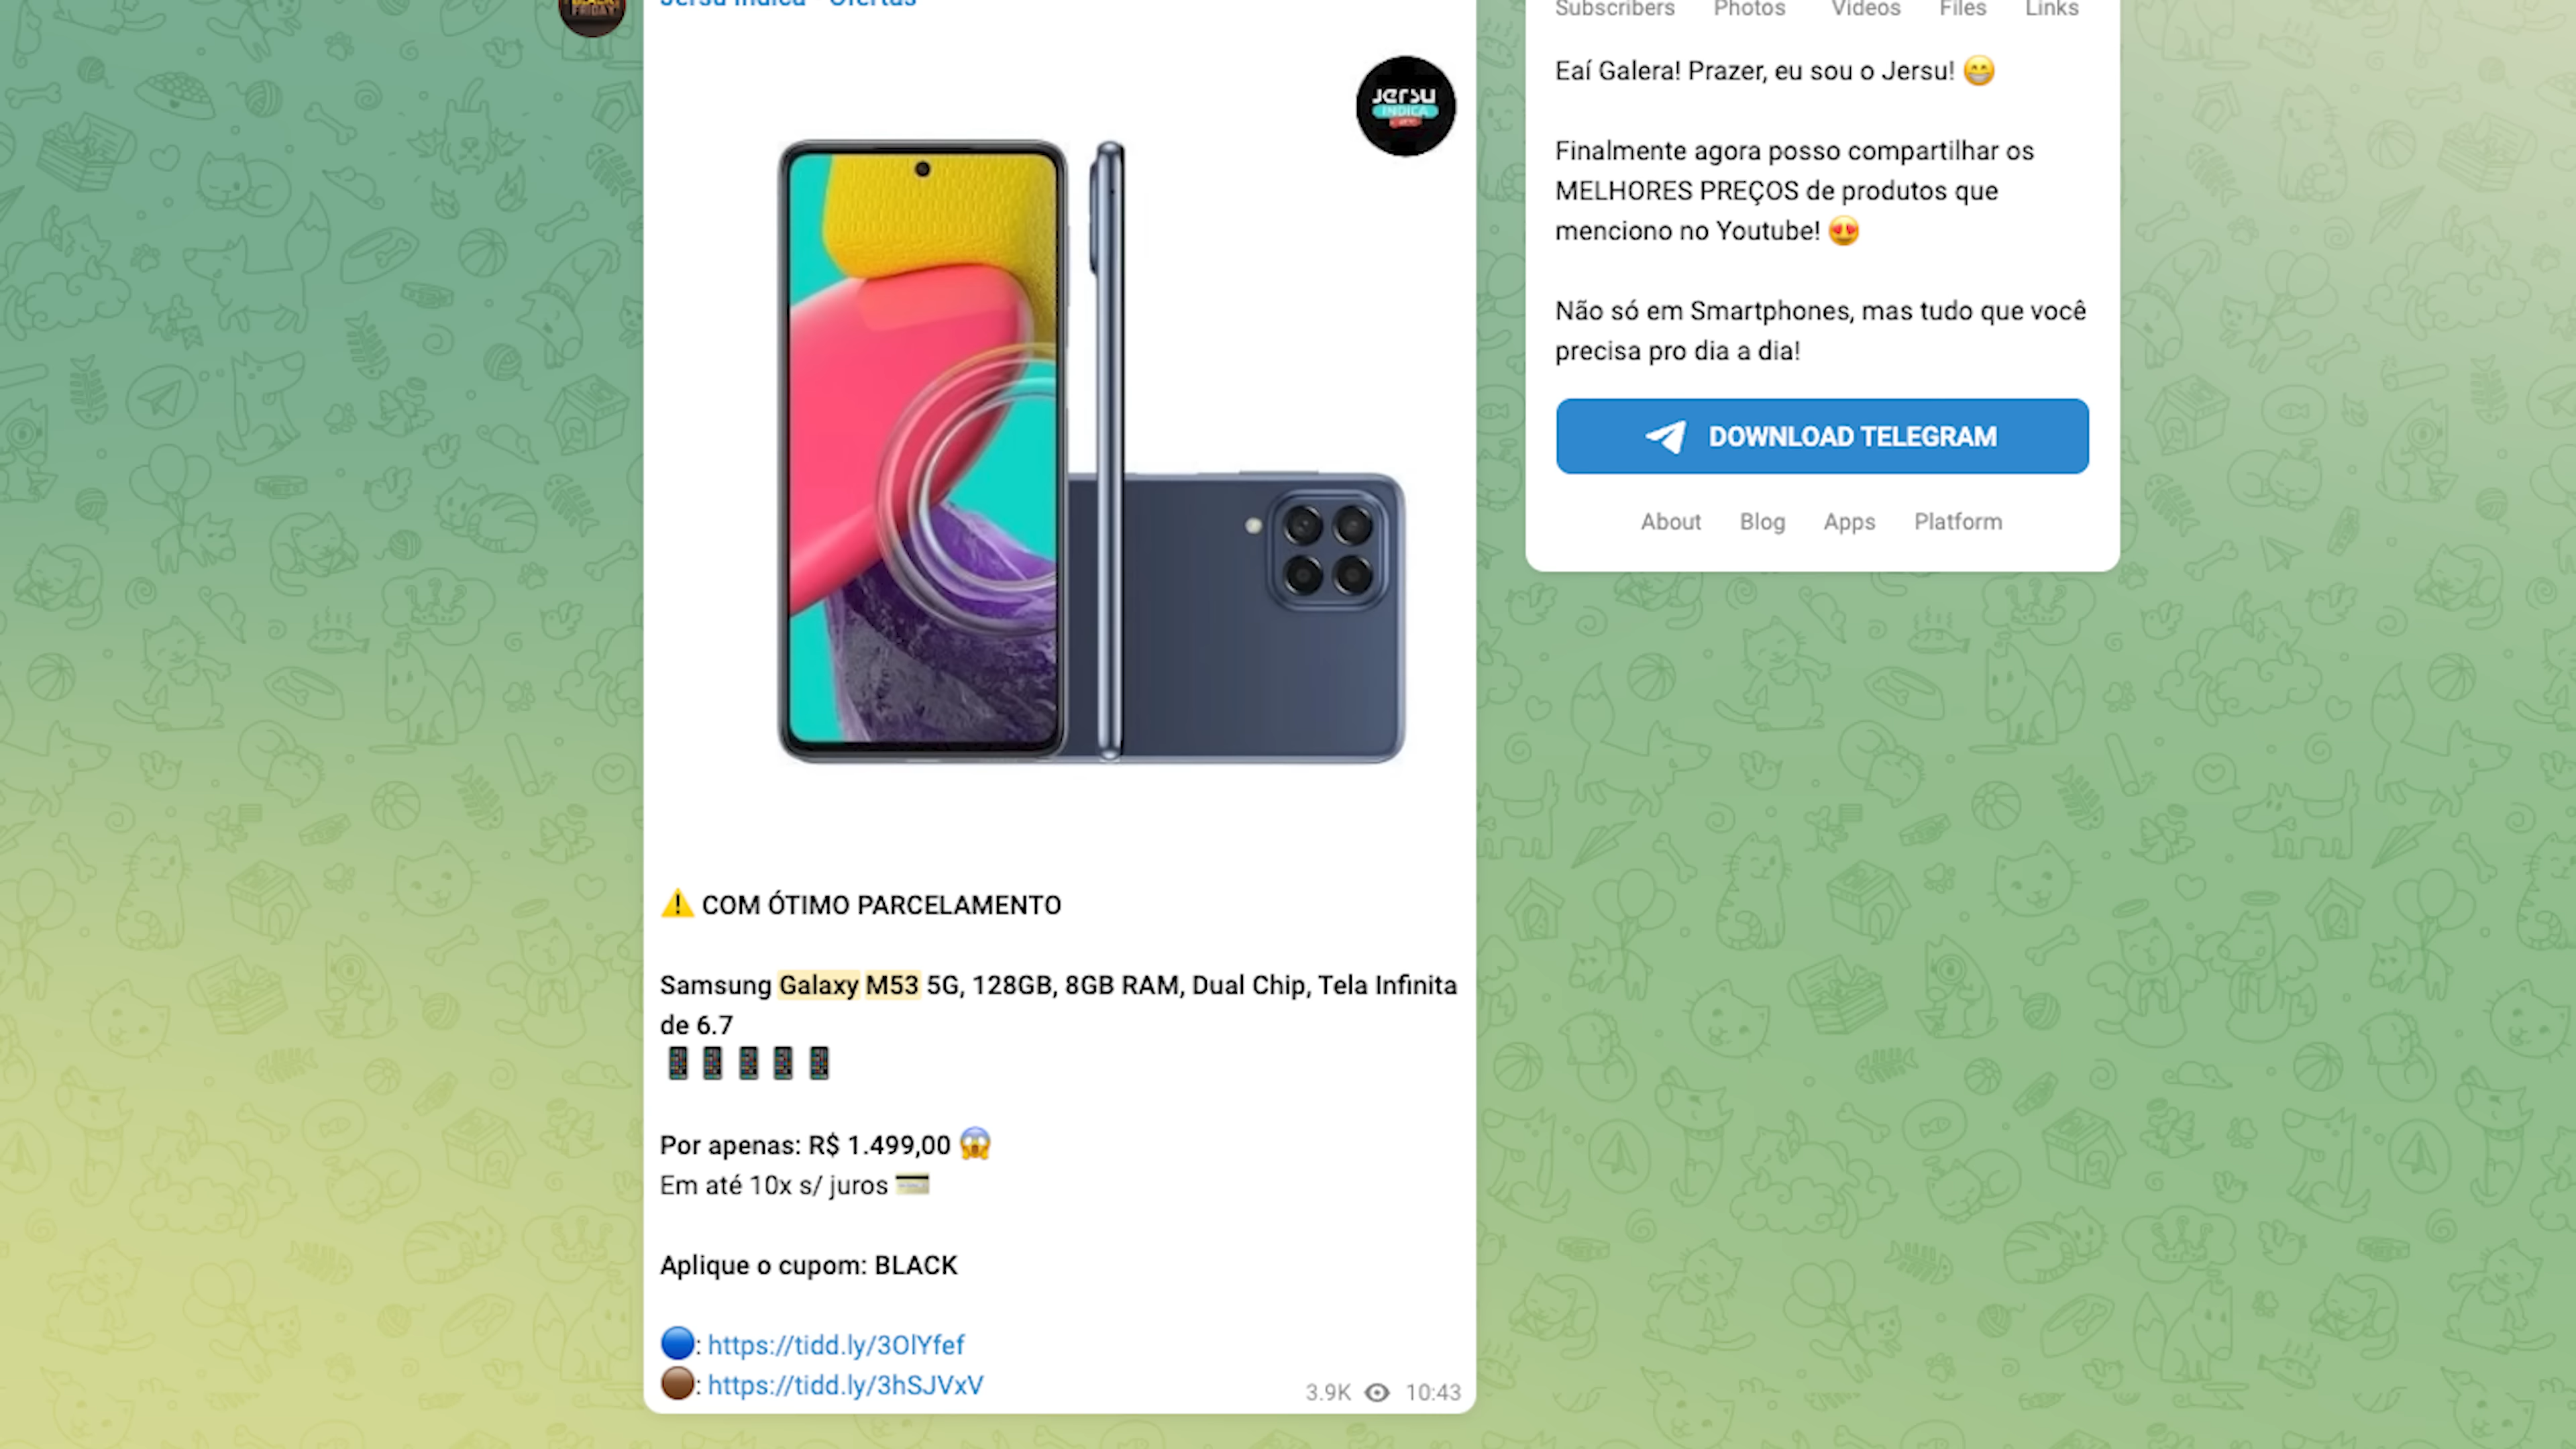 Jersu Indica - Ofertas
FRIDAY
Jersu
INDICA
⚠️ COM ÓTIMO PARCELAMENTO
Samsung Galaxy M53 5G, 128GB, 8GB RAM, Dual Chip, Tela Infinita
de 6.7
📱📱📱📱📱
Por apenas: R$ 1.499,00 😱
Em até 10x s/ juros 💳
Aplique o cupom: BLACK
🔵: https://tidd.ly/3OlYfef
🟤: https://tidd.ly/3hSJVxV
3.9K 10:43
Subscribers Photos Videos Files Links
Eaí Galera! Prazer, eu sou o Jersu! 😁
Finalmente agora posso compartilhar os
MELHORES PREÇOS de produtos que
menciono no Youtube! 😍
Não só em Smartphones, mas tudo que você
precisa pro dia a dia!
DOWNLOAD TELEGRAM
About Blog Apps Platform